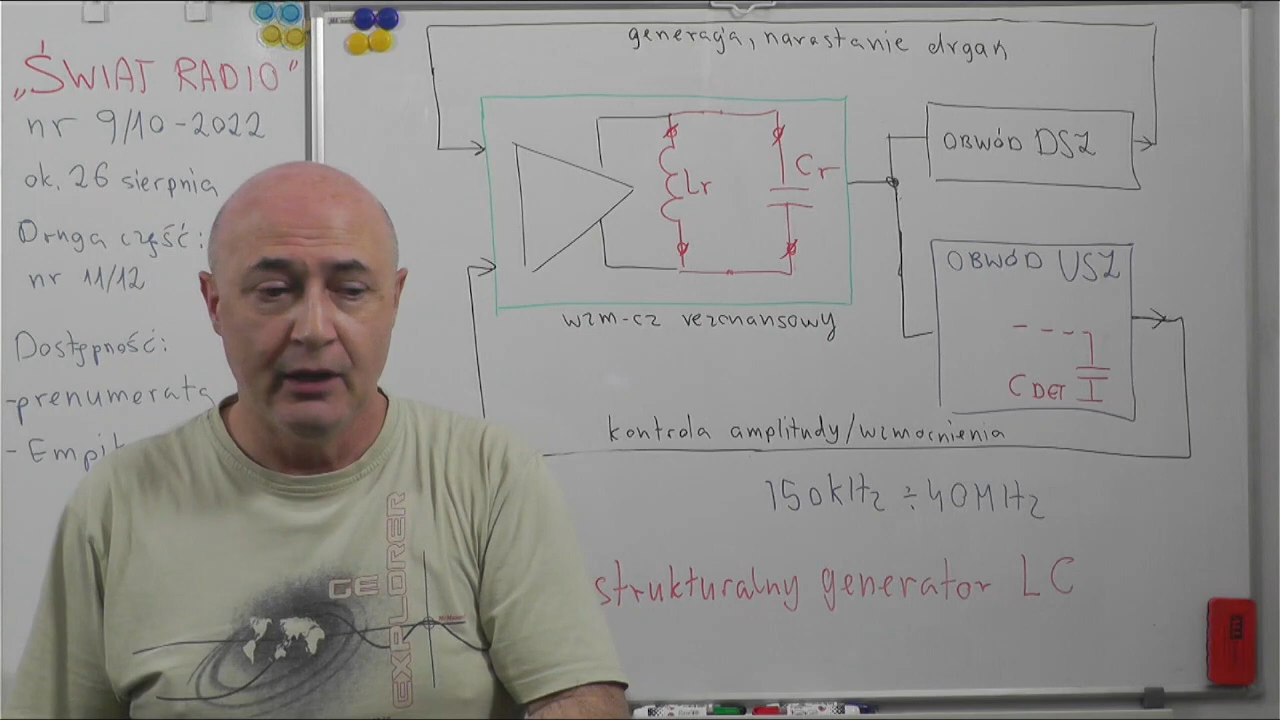 „ŚWIAT RADIO”
nr 9/10-2022
ok. 26 sierpnia
Druga część:
nr 11/12
Dostępność:
-prenumerata
- Empi
generacja, narastanie drgań
Lr
Cr
wzm-cz rezonansowy
OBWÓD DSZ
OBWÓD USZ
CDET
kontrola amplitudy/wzmocnienia
150kHz ÷ 40MHz
strukturalny generator LC
GE
EXPLORER